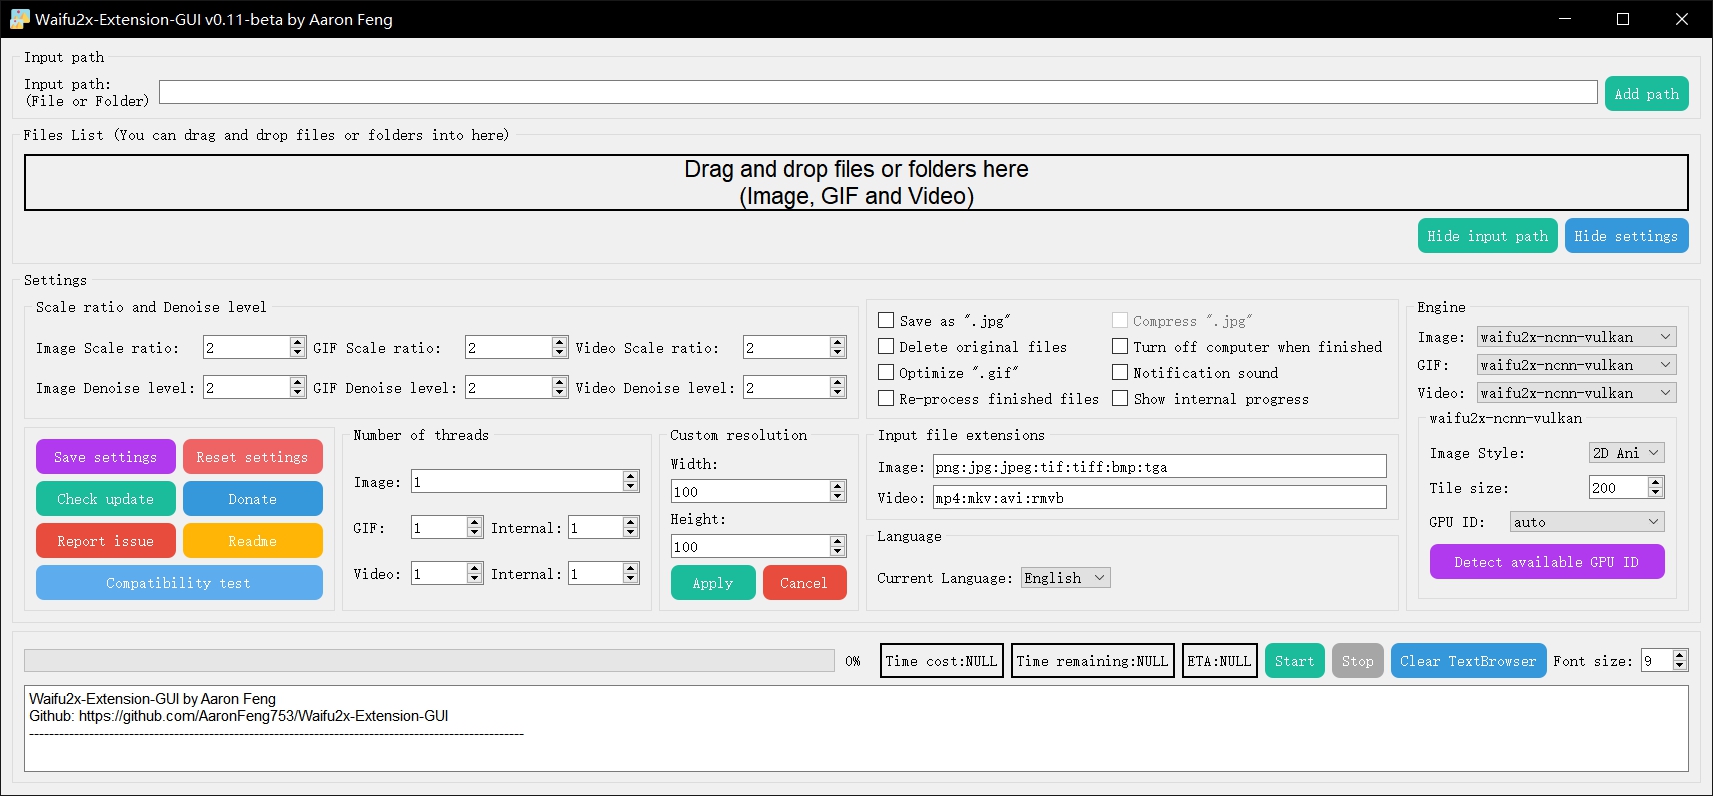 Waifu2x-Extension-GUI v0.11-beta by Aaron Feng
Input path
Input path:
(File or Folder)
Add path
Files List (You can drag and drop files or folders into here)
Drag and drop files or folders here
(Image, GIF and Video)
Hide input path Hide settings
Settings
Scale ratio and Denoise level
Image Scale ratio: 2 GIF Scale ratio: 2 Video Scale ratio: 2
Image Denoise level: 2 GIF Denoise level: 2 Video Denoise level: 2
Save as ".jpg" Compress ".jpg"
Delete original files Turn off computer when finished
Optimize ".gif" Notification sound
Re-process finished files Show internal progress
Engine
Image: waifu2x-ncnn-vulkan
GIF: waifu2x-ncnn-vulkan
Video: waifu2x-ncnn-vulkan
waifu2x-ncnn-vulkan
Image Style: 2D Ani
Tile size: 200
GPU ID: auto
Detect available GPU ID
Save settings Reset settings
Check update Donate
Report issue Readme
Compatibility test
Number of threads
Image: 1
GIF: 1 Internal: 1
Video: 1 Internal: 1
Custom resolution
Width:
100
Height:
100
Apply Cancel
Input file extensions
Image: png:jpg:jpeg:tif:tiff:bmp:tga
Video: mp4:mkv:avi:rmvb
Language
Current Language: English
0% Time cost:NULL Time remaining:NULL ETA:NULL Start Stop Clear TextBrowser Font size: 9
Waifu2x-Extension-GUI by Aaron Feng
Github: https://github.com/AaronFeng753/Waifu2x-Extension-GUI
---------------------------------------------------------------------------------------------------